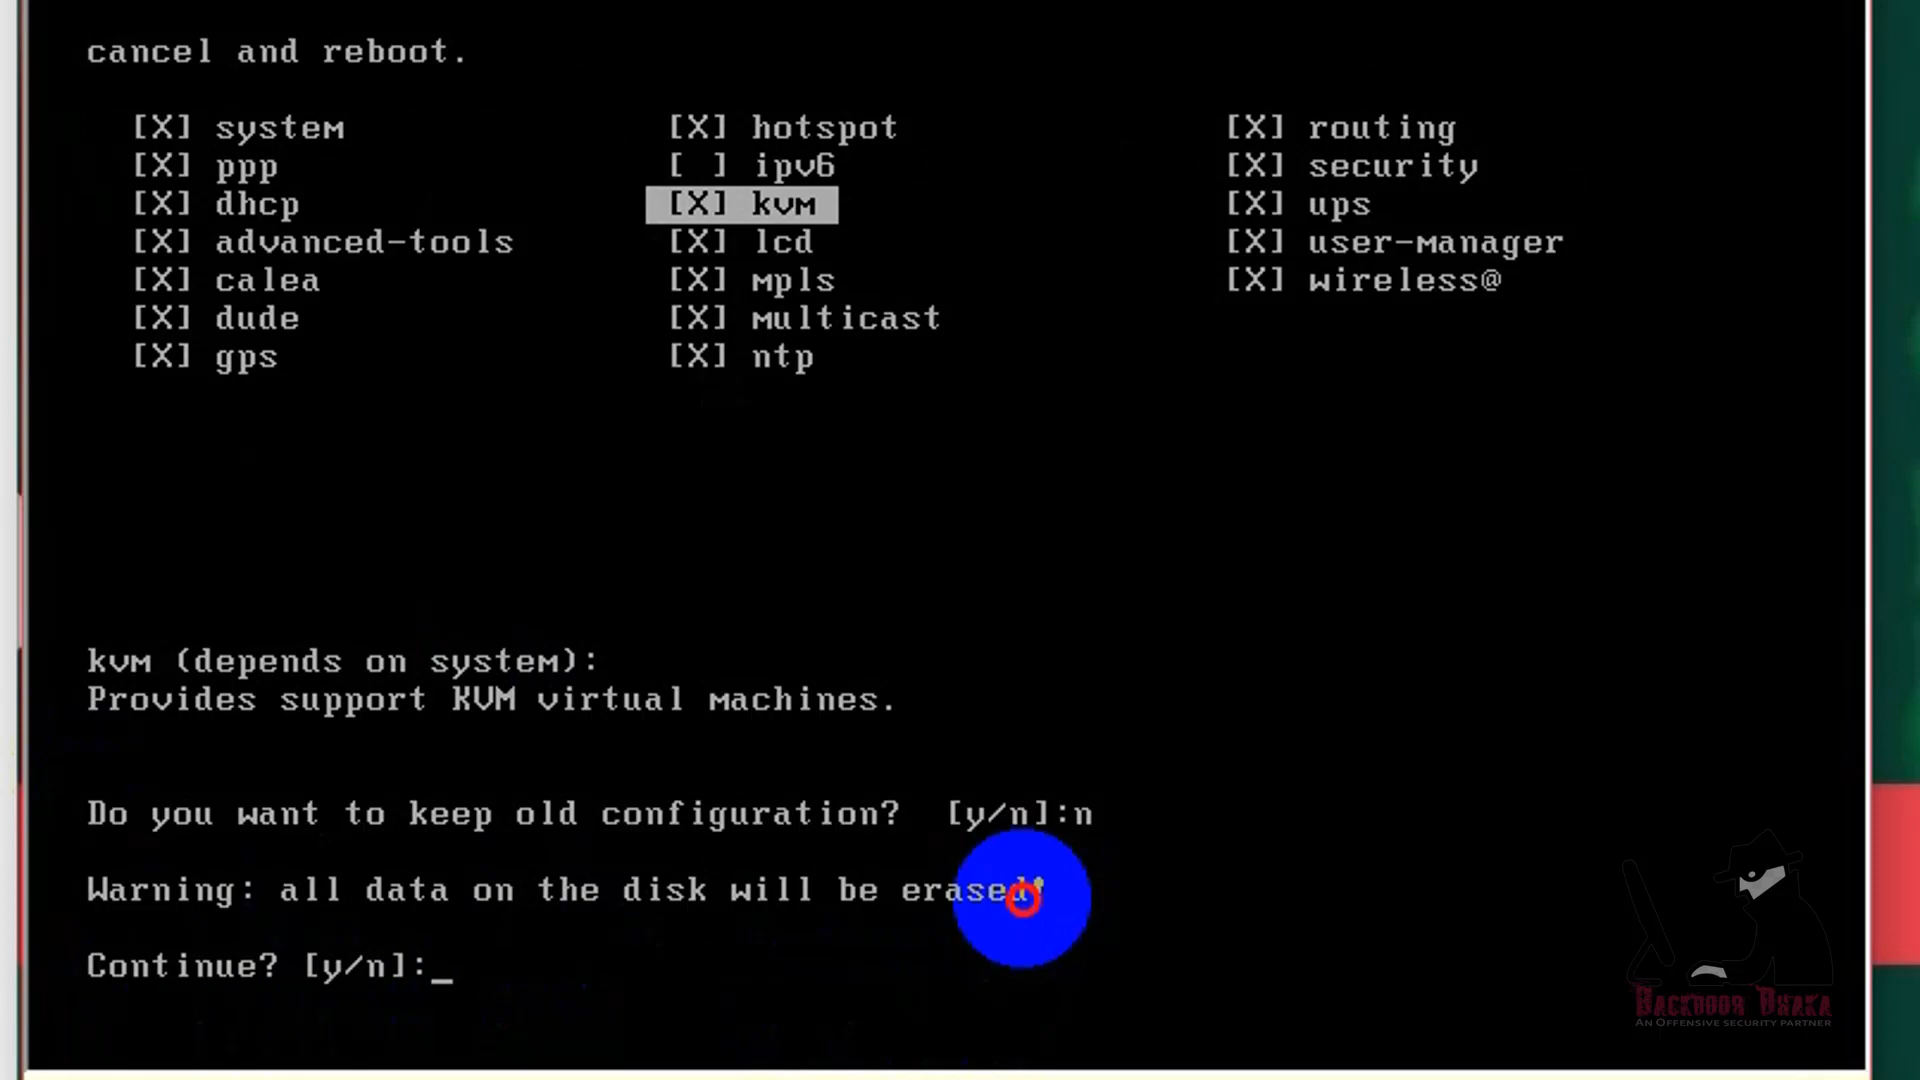 cancel and reboot.
[X] system [X] hotspot [X] routing
[X] ppp [ ] ipv6 [X] security
[X] dhcp [X] kvm [X] ups
[X] advanced-tools [X] lcd [X] user-manager
[X] calea [X] mpls [X] wireless@
[X] dude [X] multicast
[X] gps [X] ntp
kvm (depends on system):
Provides support KVM virtual machines.
Do you want to keep old configuration? [y/n]:n
Warning: all data on the disk will be erased!
Continue? [y/n]:_
BACKDOOR DHAKA
AN OFFENSIVE SECURITY PARTNER